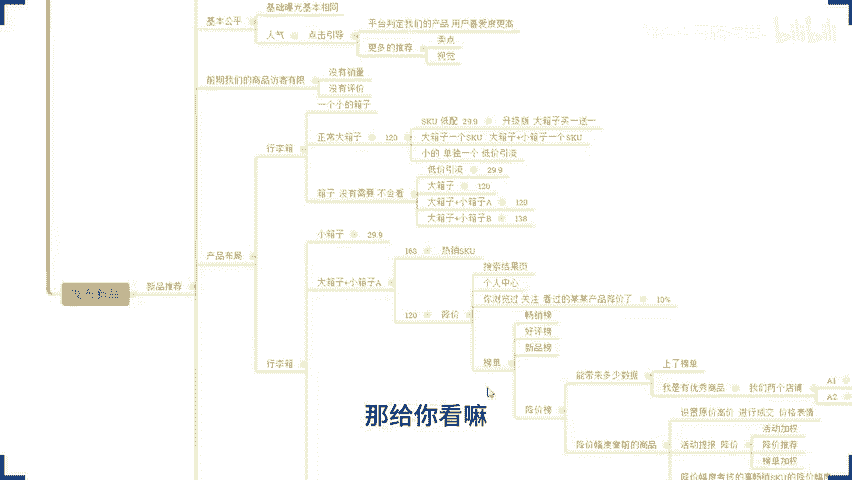 基础曝光基本相同
基本公平
平台判定我们的产品 用户喜爱度更高
人气
点击引导
更多的推荐
卖点
视觉
前期我们的商品访客有限
没有销量
没有评价
一个小的箱子
行李箱
正常大箱子
120
SKU 低配 29.9
升级版 大箱子买一送一
大箱子一个SKU 大箱子+小箱子一个SKU
小的 单独一个 低价引流
箱子 没有需要 不会看
低价引流
29.9
大箱子
120
大箱子+小箱子A
128
大箱子+小箱子B
138
产品布局
小箱子
29.9
大箱子+小箱子A
168
热销SKU
搜索结果页
个人中心
新品推荐
你浏览过 关注 看过的某某产品降价了
10%
120
降价
畅销榜
好评榜
新品榜
榜单
行李箱
上了榜单
能带来多少数据
我是有优秀商品
我们两个店铺
A1
A2
降价榜
设置原价高价 进行成交 价格表情
活动加权
降价幅度靠前的商品
活动提报 降价
降价推荐
榜单加权
那给你看嘛
bilibili